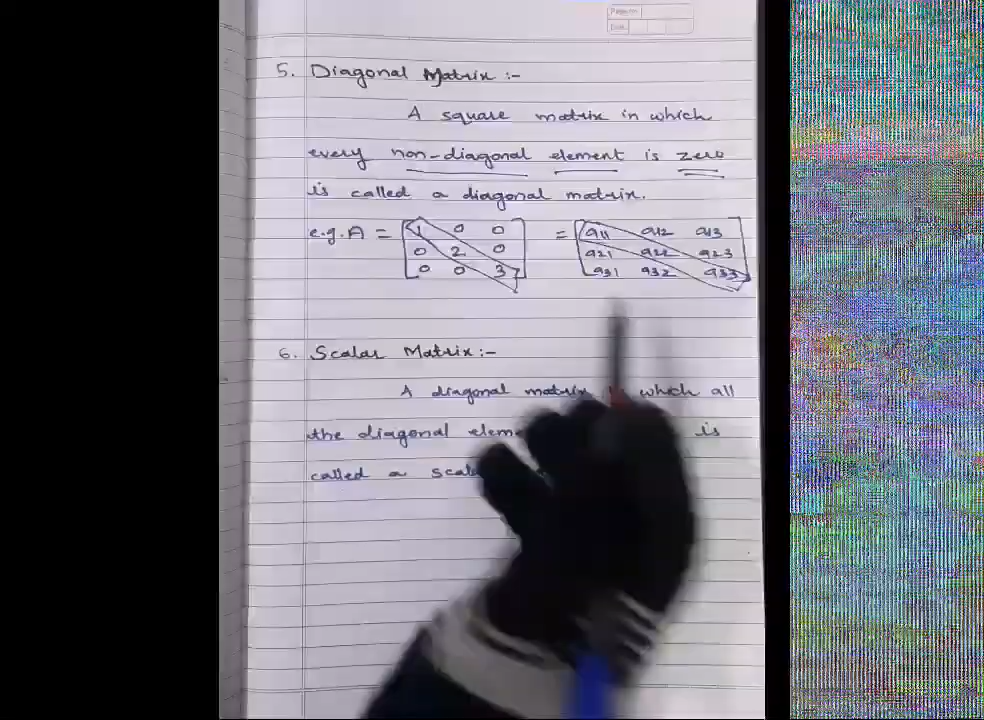 5. Diagonal Matrix :-
A square matrix in which
every non-diagonal element is zero
is called a diagonal matrix.
e.g. A = [1 0 0 = [a11 a12 a13
0 2 0 a21 a22 a23
0 0 3] a31 a32 a33]
6. Scalar Matrix :-
A diagonal matrix which all
the diagonal is
called a